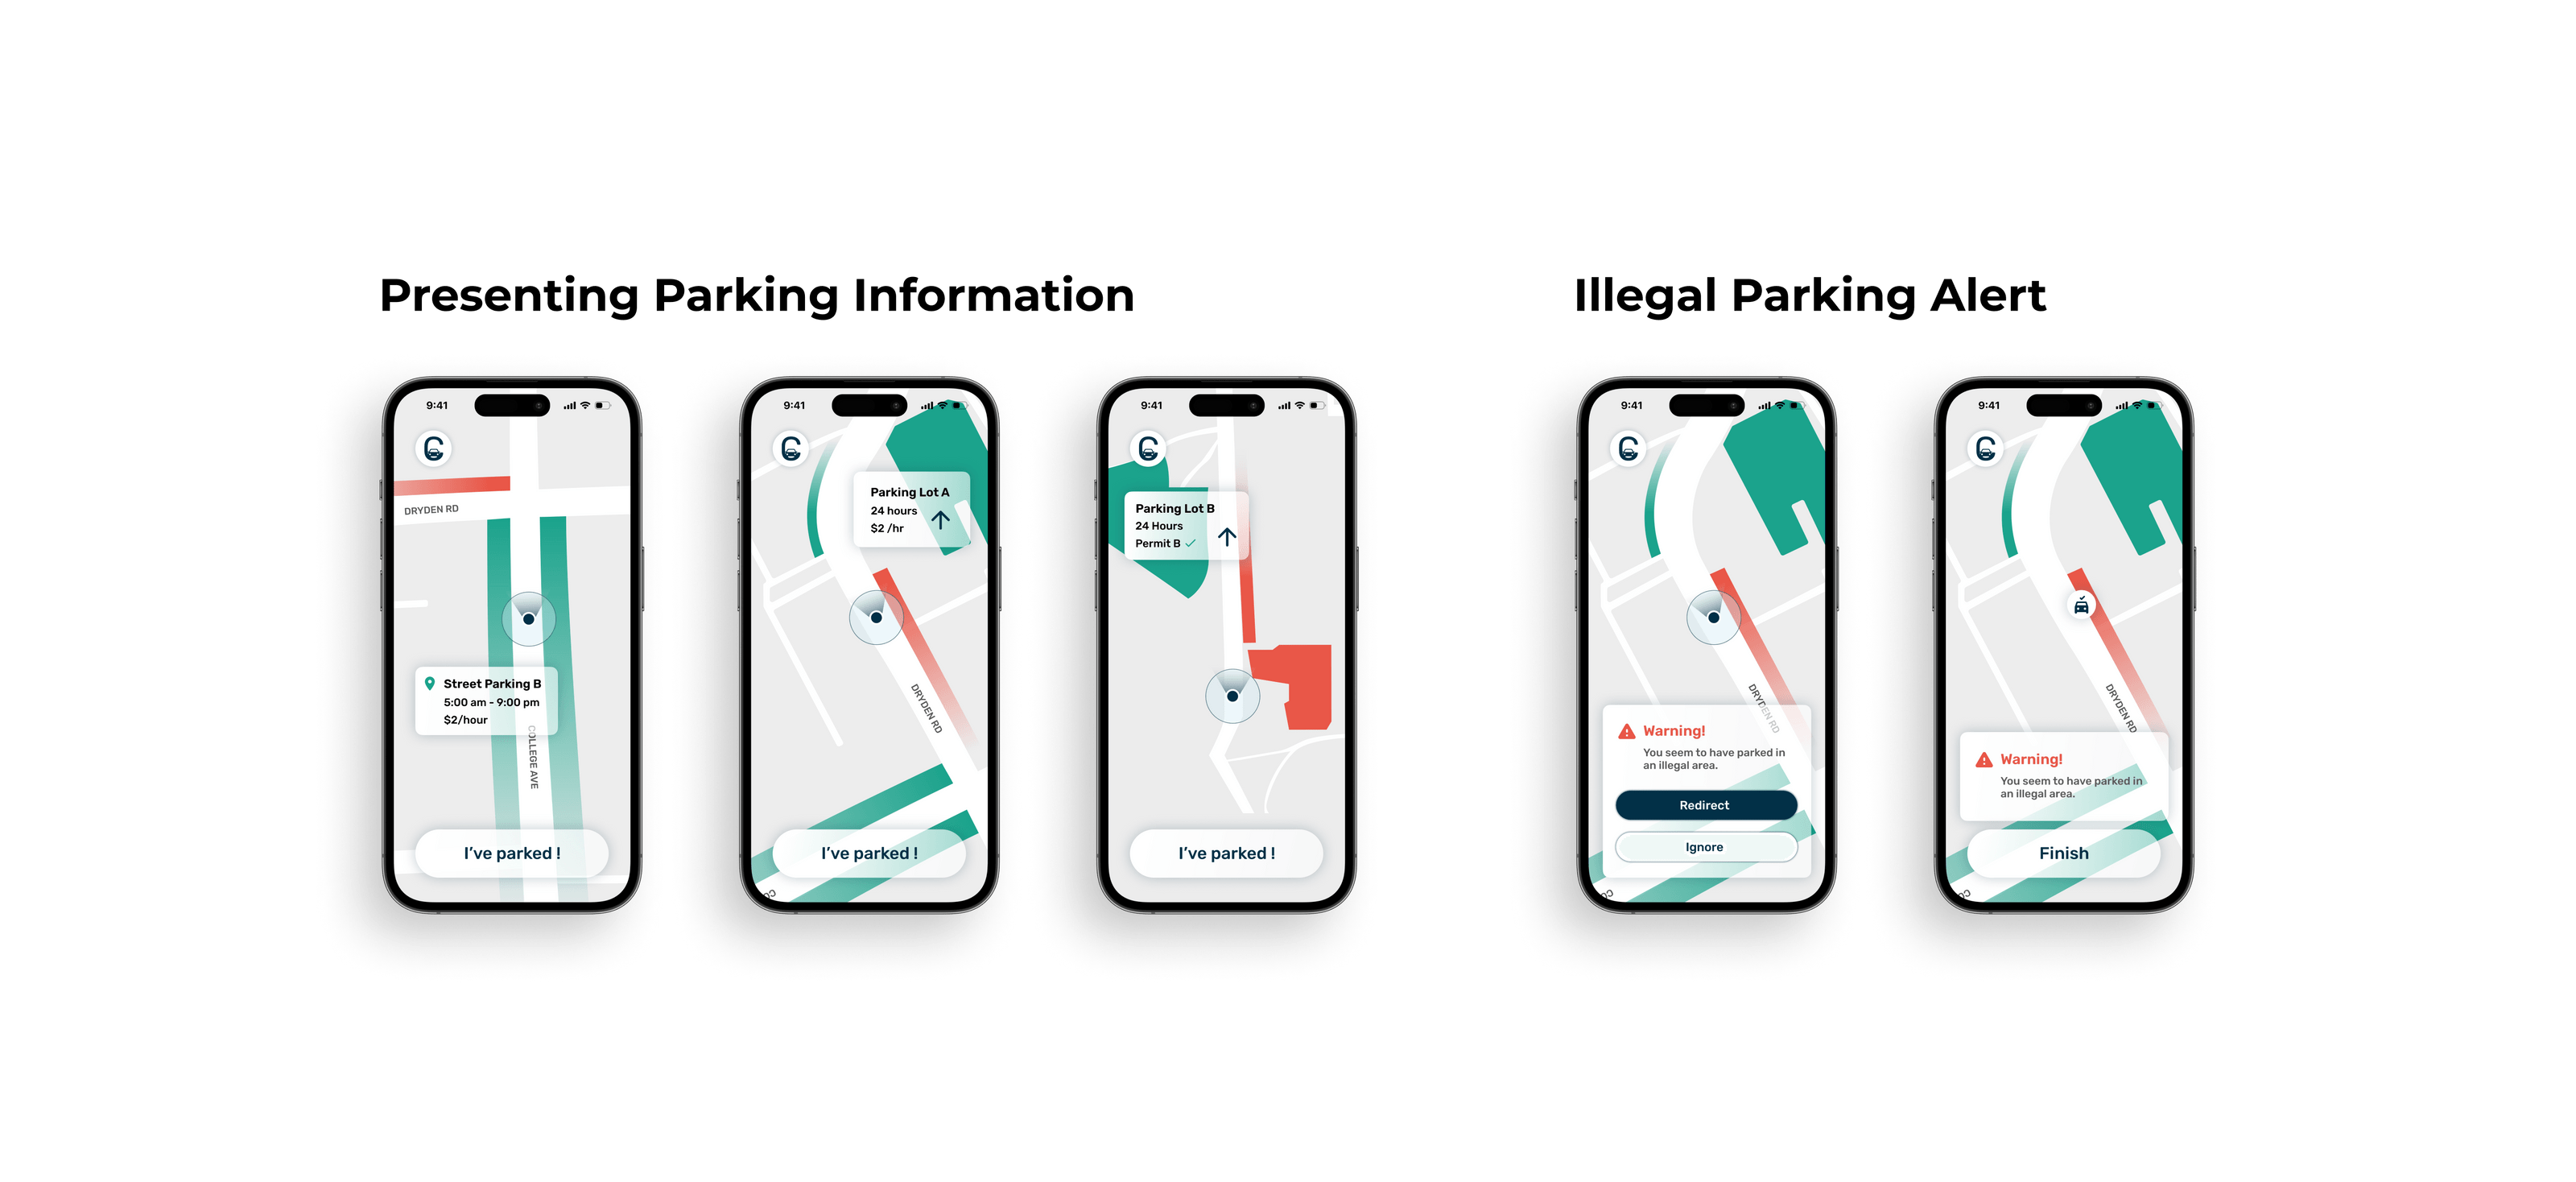 Presenting Parking Information
Illegal Parking Alert
9:41
DRYDEN RD
Street Parking B
5:00 am - 9:00 pm
$2/hour
COLLEGE AVE
I've parked !
9:41
Parking Lot A
24 hours
$2 /hr
DRYDEN RD
I've parked !
CO
9:41
Parking Lot B
24 Hours
Permit B ✓
I've parked !
9:41
DRYDEN RD
Warning!
You seem to have parked in
an illegal area.
Redirect
Ignore
CO
9:41
DRYDEN RD
Warning!
You seem to have parked in
an illegal area.
Finish
CO